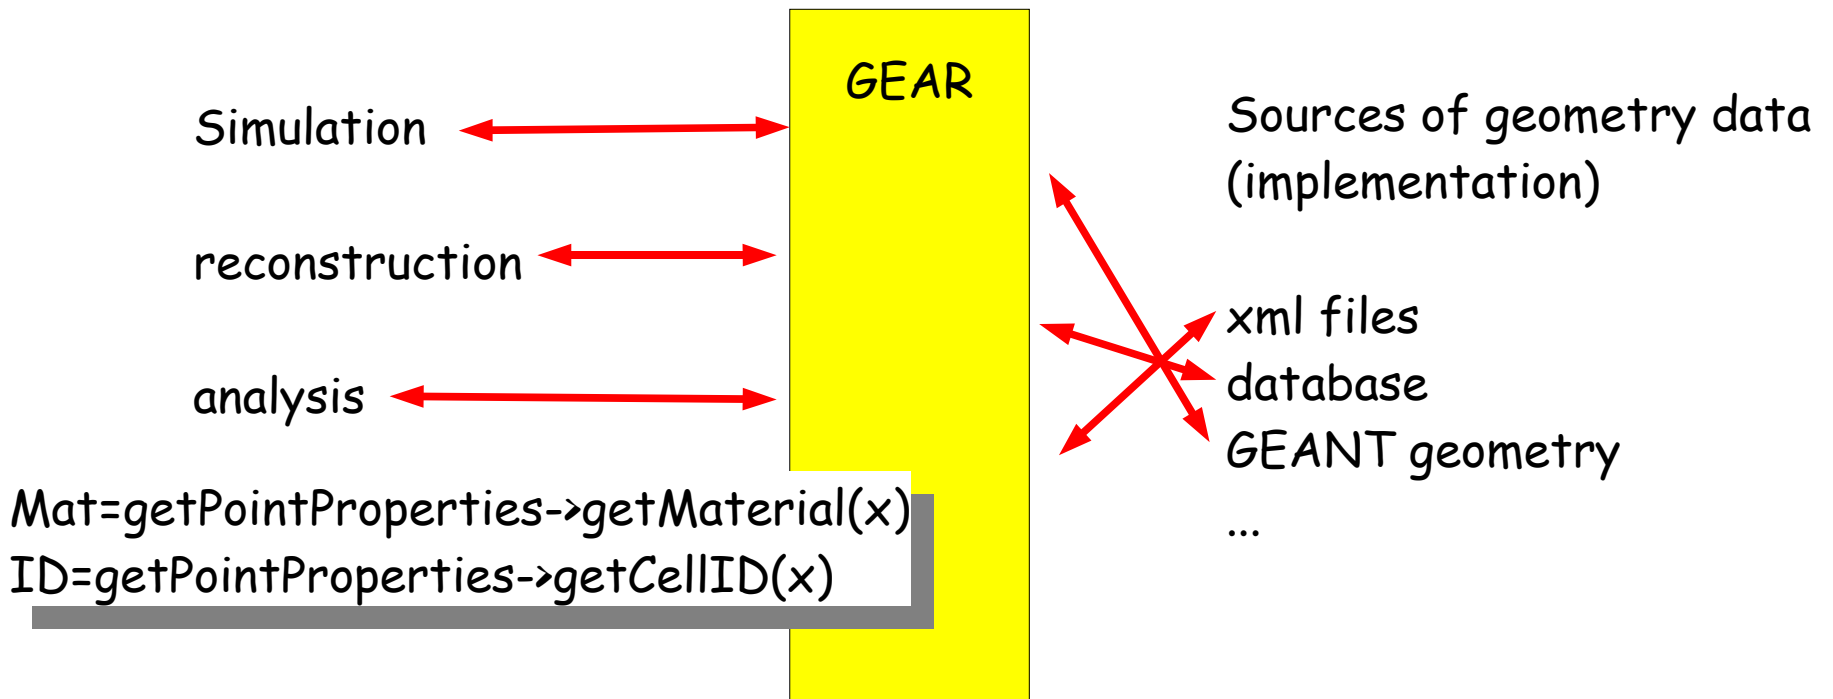 GEAR
Simulation
reconstruction
analysis
Mat=getPointProperties->getMaterial(x)
ID=getPointProperties->getCellID(x)
Sources of geometry data
(implementation)
xml files
database
GEANT geometry
...